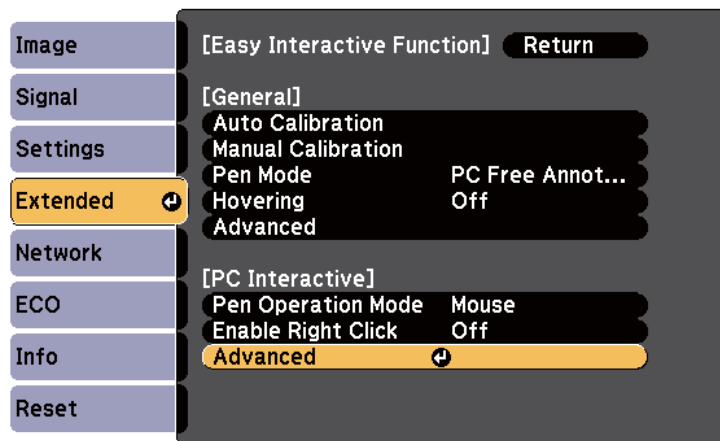 Image
Signal
Settings
Extended
Network
ECO
Info
Reset
[Easy Interactive Function] Return
[General]
Auto Calibration
Manual Calibration
Pen Mode PC Free Annot...
Hovering Off
Advanced
[PC Interactive]
Pen Operation Mode Mouse
Enable Right Click Off
Advanced